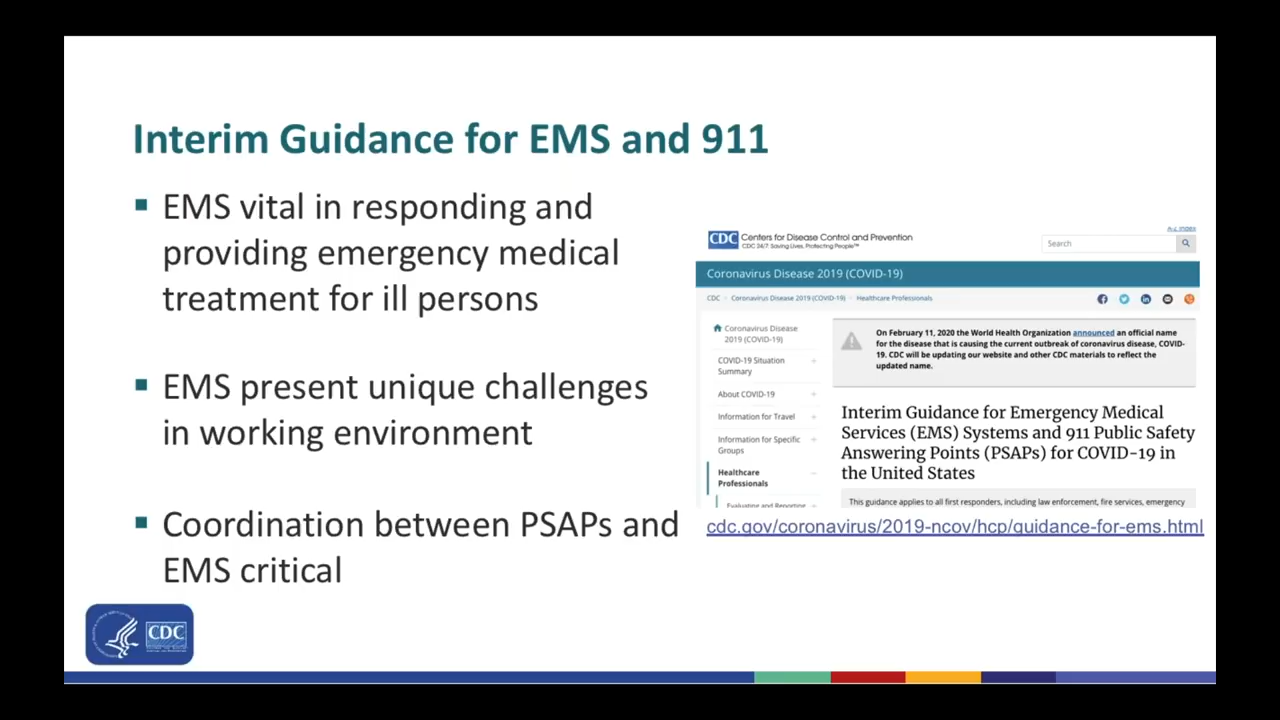 Interim Guidance for EMS and 911
▪ EMS vital in responding and
providing emergency medical
treatment for ill persons
▪ EMS present unique challenges
in working environment
▪ Coordination between PSAPs and
EMS critical
A-Z Index
CDC Centers for Disease Control and Prevention
CDC 24/7: Saving Lives, Protecting People™
Search
Coronavirus Disease 2019 (COVID-19)
CDC > Coronavirus Disease 2019 (COVID-19) > Healthcare Professionals
Coronavirus Disease
2019 (COVID-19)
COVID-19 Situation
Summary
About COVID-19
Information for Travel
Information for Specific
Groups
Healthcare
Professionals
Evaluating and Reporting
On February 11, 2020 the World Health Organization announced an official name
for the disease that is causing the current outbreak of coronavirus disease, COVID-
19. CDC will be updating our website and other CDC materials to reflect the
updated name.
Interim Guidance for Emergency Medical
Services (EMS) Systems and 911 Public Safety
Answering Points (PSAPs) for COVID-19 in
the United States
This guidance applies to all first responders, including law enforcement, fire services, emergency
cdc.gov/coronavirus/2019-ncov/hcp/guidance-for-ems.html
CDC